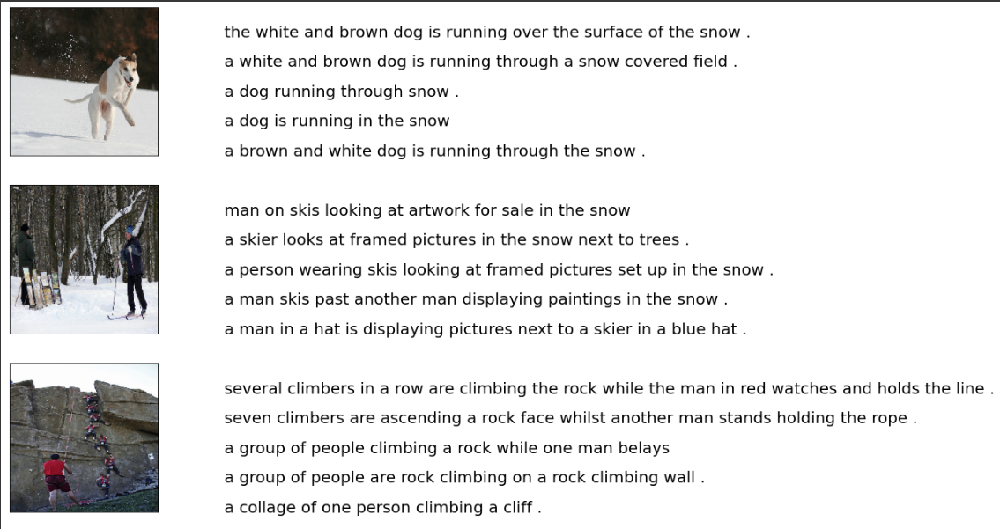 the white and brown dog is running over the surface of the snow .
a white and brown dog is running through a snow covered field .
a dog running through snow .
a dog is running in the snow
a brown and white dog is running through the snow .
man on skis looking at artwork for sale in the snow
a skier looks at framed pictures in the snow next to trees .
a person wearing skis looking at framed pictures set up in the snow .
a man skis past another man displaying paintings in the snow .
a man in a hat is displaying pictures next to a skier in a blue hat .
several climbers in a row are climbing the rock while the man in red watches and holds the line .
seven climbers are ascending a rock face whilst another man stands holding the rope .
a group of people climbing a rock while one man belays
a group of people are rock climbing on a rock climbing wall .
a collage of one person climbing a cliff .